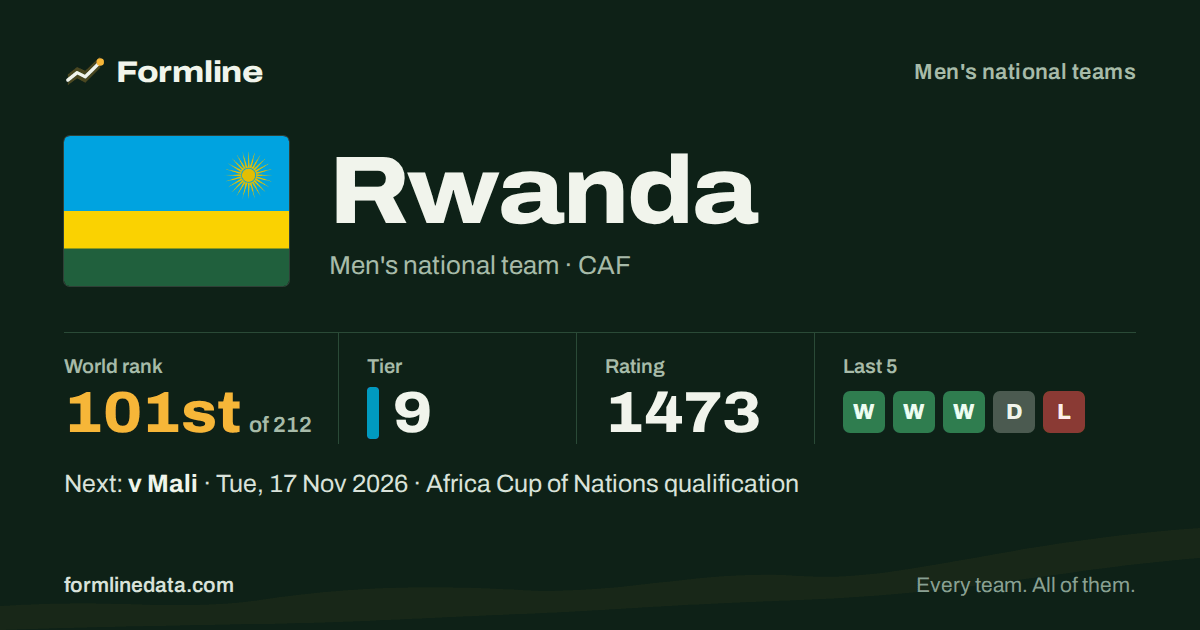 Formline
Men's national teams
Rwanda
Men's national team · CAF
World rank
101st of 212
Tier
9
Rating
1473
Last 5
W W W D L
Next: v Mali · Tue, 17 Nov 2026 · Africa Cup of Nations qualification
formlinedata.com
Every team. All of them.